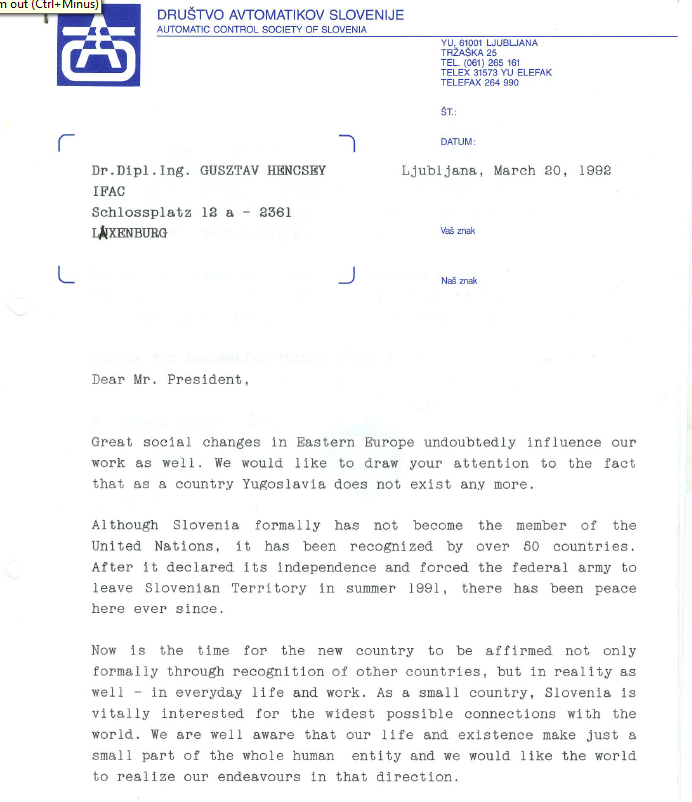 m out (Ctrl+Minus)
DRUŠTVO AVTOMATIKOV SLOVENIJE
AUTOMATIC CONTROL SOCIETY OF SLOVENIA
YU, 61001 LJUBLJANA
TRŽAŠKA 25
TEL. (061) 265 161
TELEX 31573 YU ELEFAK
TELEFAX 264 990
ŠT.:
DATUM:
Dr.Dipl.Ing. GUSZTAV HENCSEY
Ljubljana, March 20, 1992
IFAC
Schlossplatz 12 a - 2361
LAXENBURG
Vaš znak
Naš znak
Dear Mr. President,
Great social changes in Eastern Europe undoubtedly influence our
work as well. We would like to draw your attention to the fact
that as a country Yugoslavia does not exist any more.
Although Slovenia formally has not become the member of the
United Nations, it has been recognized by over 50 countries.
After it declared its independence and forced the federal army to
leave Slovenian Territory in summer 1991, there has been peace
here ever since.
Now is the time for the new country to be affirmed not only
formally through recognition of other countries, but in reality as
well - in everyday life and work. As a small country, Slovenia is
vitally interested for the widest possible connections with the
world. We are well aware that our life and existence make just a
small part of the whole human entity and we would like the world
to realize our endeavours in that direction.